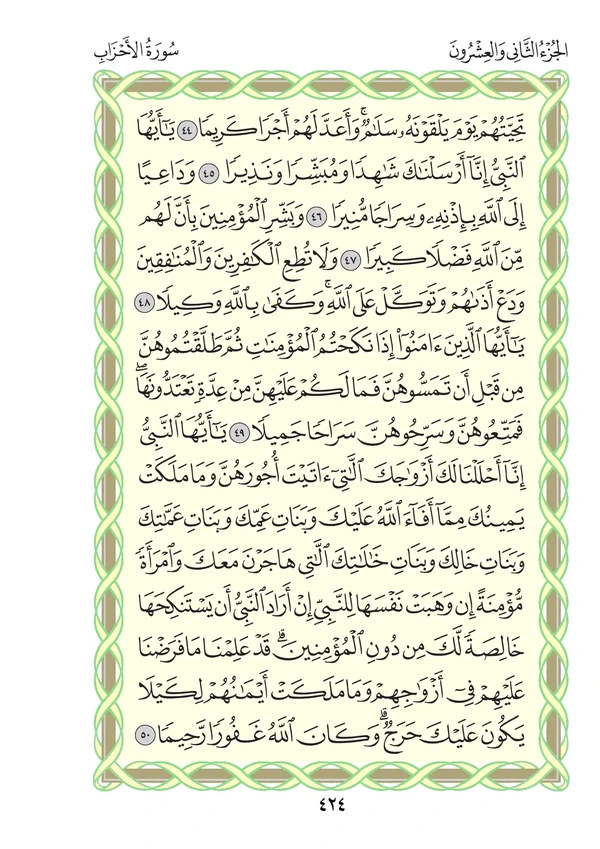 الجُزْءُ الثَّانِي وَالعِشْرُونَ
سُورَةُ الأَحْزَابِ
تَحِيَّتُهُمْ يَوْمَ يَلْقَوْنَهُۥ سَلَٰمٌۚ وَأَعَدَّ لَهُمْ أَجْرًا كَرِيمًا ٤٤ يَٰٓأَيُّهَا
ٱلنَّبِيُّ إِنَّآ أَرْسَلْنَٰكَ شَٰهِدًا وَمُبَشِّرًا وَنَذِيرًا ٤٥ وَدَاعِيًا
إِلَى ٱللَّهِ بِإِذْنِهِۦ وَسِرَاجًا مُّنِيرًا ٤٦ وَبَشِّرِ ٱلْمُؤْمِنِينَ بِأَنَّ لَهُم
مِّنَ ٱللَّهِ فَضْلًا كَبِيرًا ٤٧ وَلَا تُطِعِ ٱلْكَٰفِرِينَ وَٱلْمُنَٰفِقِينَ
وَدَعْ أَذَىٰهُمْ وَتَوَكَّلْ عَلَى ٱللَّهِۚ وَكَفَىٰ بِٱللَّهِ وَكِيلًا ٤٨
يَٰٓأَيُّهَا ٱلَّذِينَ ءَامَنُوٓا۟ إِذَا نَكَحْتُمُ ٱلْمُؤْمِنَٰتِ ثُمَّ طَلَّقْتُمُوهُنَّ
مِن قَبْلِ أَن تَمَسُّوهُنَّ فَمَا لَكُمْ عَلَيْهِنَّ مِنْ عِدَّةٍ تَعْتَدُّونَهَاۖ
فَمَتِّعُوهُنَّ وَسَرِّحُوهُنَّ سَرَاحًا جَمِيلًا ٤٩ يَٰٓأَيُّهَا ٱلنَّبِيُّ
إِنَّآ أَحْلَلْنَا لَكَ أَزْوَٰجَكَ ٱلَّٰتِيٓ ءَاتَيْتَ أُجُورَهُنَّ وَمَا مَلَكَتْ
يَمِينُكَ مِمَّآ أَفَآءَ ٱللَّهُ عَلَيْكَ وَبَنَاتِ عَمِّكَ وَبَنَاتِ عَمَّٰتِكَ
وَبَنَاتِ خَالِكَ وَبَنَاتِ خَٰلَٰتِكَ ٱلَّٰتِي هَاجَرْنَ مَعَكَ وَٱمْرَأَةً
مُّؤْمِنَةً إِن وَهَبَتْ نَفْسَهَا لِلنَّبِيِّ إِنْ أَرَادَ ٱلنَّبِيُّ أَن يَسْتَنكِحَهَا
خَالِصَةً لَّكَ مِن دُونِ ٱلْمُؤْمِنِينَۗ قَدْ عَلِمْنَا مَا فَرَضْنَا
عَلَيْهِمْ فِيٓ أَزْوَٰجِهِمْ وَمَا مَلَكَتْ أَيْمَٰنُهُمْ لِكَيْلَا
يَكُونَ عَلَيْكَ حَرَجٌۗ وَكَانَ ٱللَّهُ غَفُورًا رَّحِيمًا ٥٠
٤٢٤